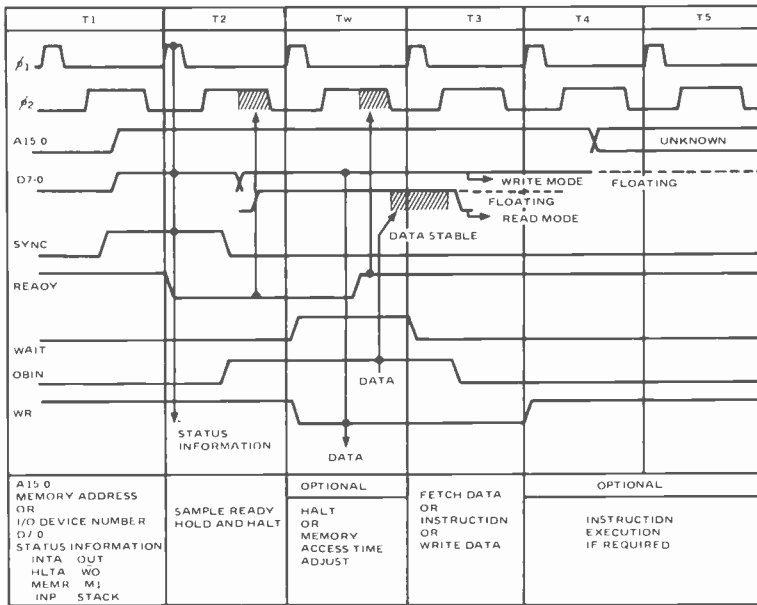 T1 T2 Tw T3 T4 T5
ϕ1
ϕ2
A15 0
UNKNOWN
D7-0
WRITE MODE
FLOATING
FLOATING
READ MODE
DATA STABLE
SYNC
READY
WAIT
OBIN
DATA
WR
STATUS
INFORMATION
DATA
A15 0
MEMORY ADDRESS
OR
I/O DEVICE NUMBER
D7 0
STATUS INFORMATION
INTA OUT
HLTA W̅O̅
MEMR M1
INP STACK
SAMPLE READY
HOLD AND HALT
OPTIONAL
HALT
OR
MEMORY
ACCESS TIME
ADJUST
FETCH DATA
OR
INSTRUCTION
OR
WRITE DATA
OPTIONAL
INSTRUCTION
EXECUTION
IF REQUIRED